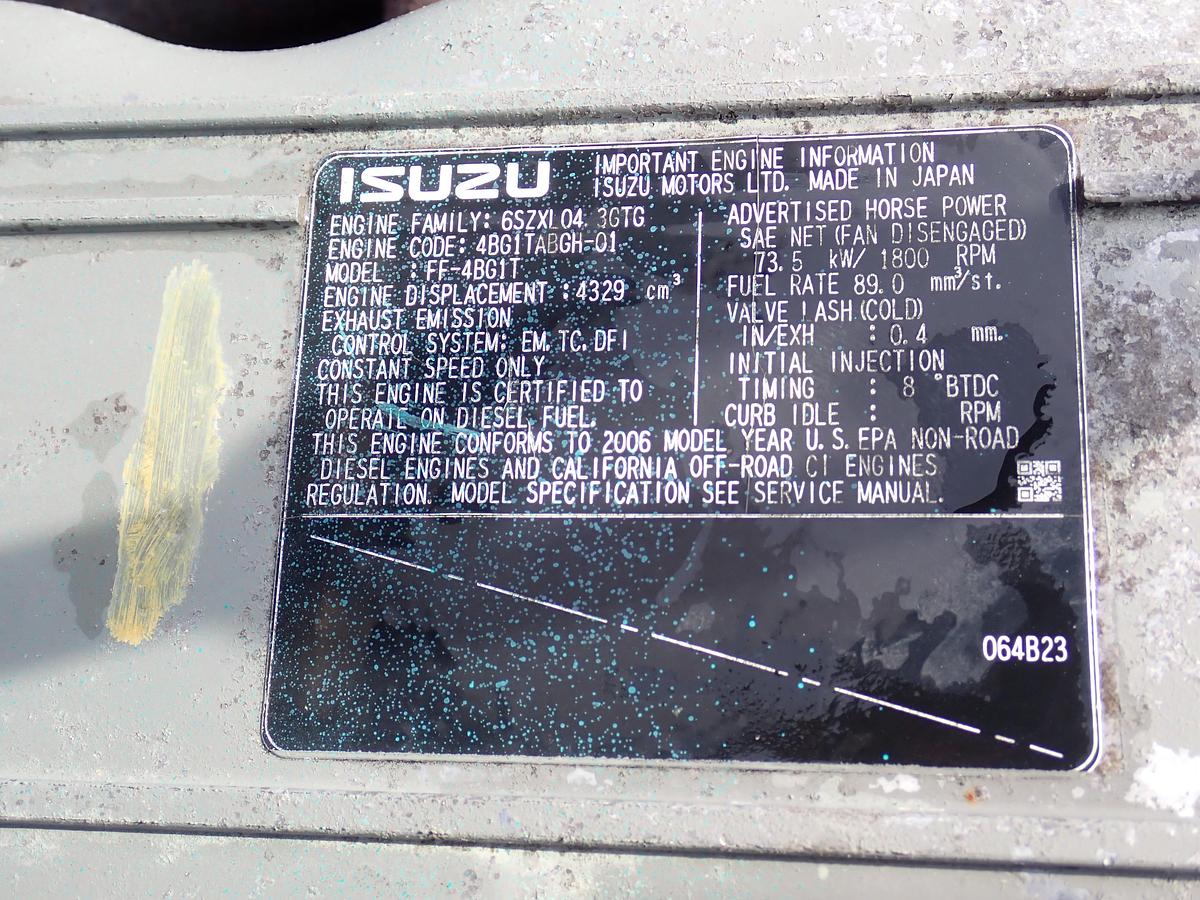 ISUZU
IMPORTANT ENGINE INFORMATION
ISUZU MOTORS LTD. MADE IN JAPAN
ENGINE FAMILY: 6SZXL04.3GTG
ENGINE CODE: 4BG1TABGH-01
MODEL : FF-4BG1T
ENGINE DISPLACEMENT :4329 cm³
EXHAUST EMISSION
CONTROL SYSTEM: EM, TC, DFI
CONSTANT SPEED ONLY
THIS ENGINE IS CERTIFIED TO
OPERATE ON DIESEL FUEL.
ADVERTISED HORSE POWER
SAE NET (FAN DISENGAGED)
73.5 kW/ 1800 RPM
FUEL RATE 89.0 mm³/st.
VALVE LASH (COLD)
IN/EXH : 0.4 mm.
INITIAL INJECTION
TIMING : 8 °BTDC
CURB IDLE : RPM
THIS ENGINE CONFORMS TO 2006 MODEL YEAR U.S. EPA NON-ROAD
DIESEL ENGINES AND CALIFORNIA OFF-ROAD CI ENGINES
REGULATION. MODEL SPECIFICATION SEE SERVICE MANUAL.
064B23